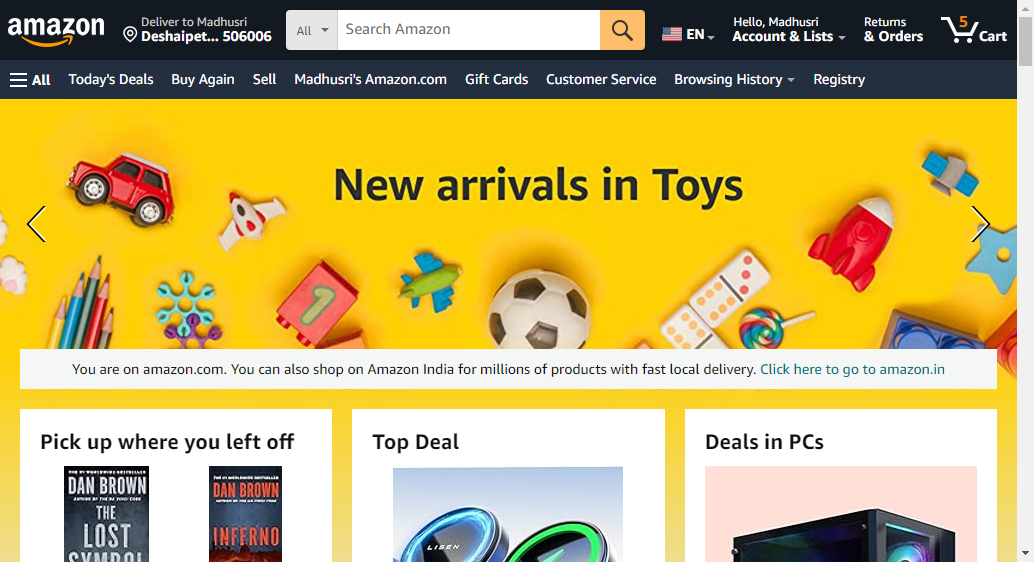 amazon
Deliver to Madhusri
Deshaipet... 506006
All
Search Amazon
EN
Hello, Madhusri
Account & Lists
Returns
& Orders
5
Cart
All
Today's Deals
Buy Again
Sell
Madhusri's Amazon.com
Gift Cards
Customer Service
Browsing History
Registry
New arrivals in Toys
1
You are on amazon.com. You can also shop on Amazon India for millions of products with fast local delivery. Click here to go to amazon.in
Pick up where you left off
Top Deal
Deals in PCs
THE #1 WORLDWIDE BESTSELLER
DAN BROWN
AUTHOR OF THE DA VINCI CODE
THE
LOST
SYMBOL
THE #1 WORLDWIDE BESTSELLER
DAN BROWN
AUTHOR OF THE DA VINCI CODE
INFERNO
LISEN